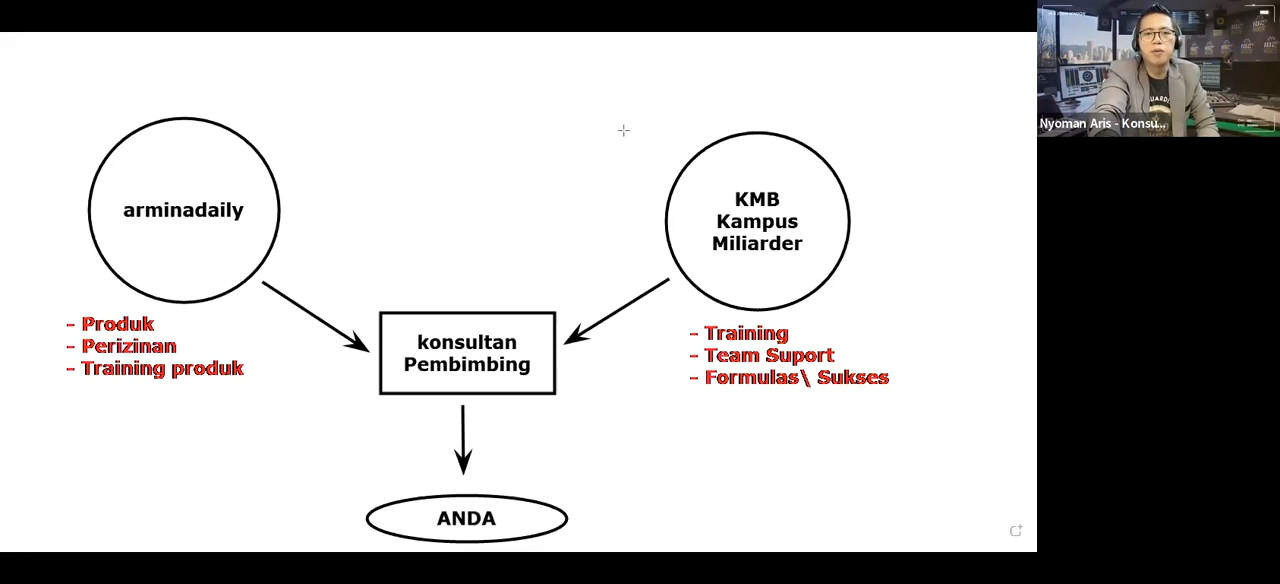 arminadaily
- Produk
- Perizinan
- Training produk
KMB
Kampus
Miliarder
- Training
- Team Suport
- Formulas\ Sukses
konsultan
Pembimbing
ANDA
Nyoman Aris - Konsu...